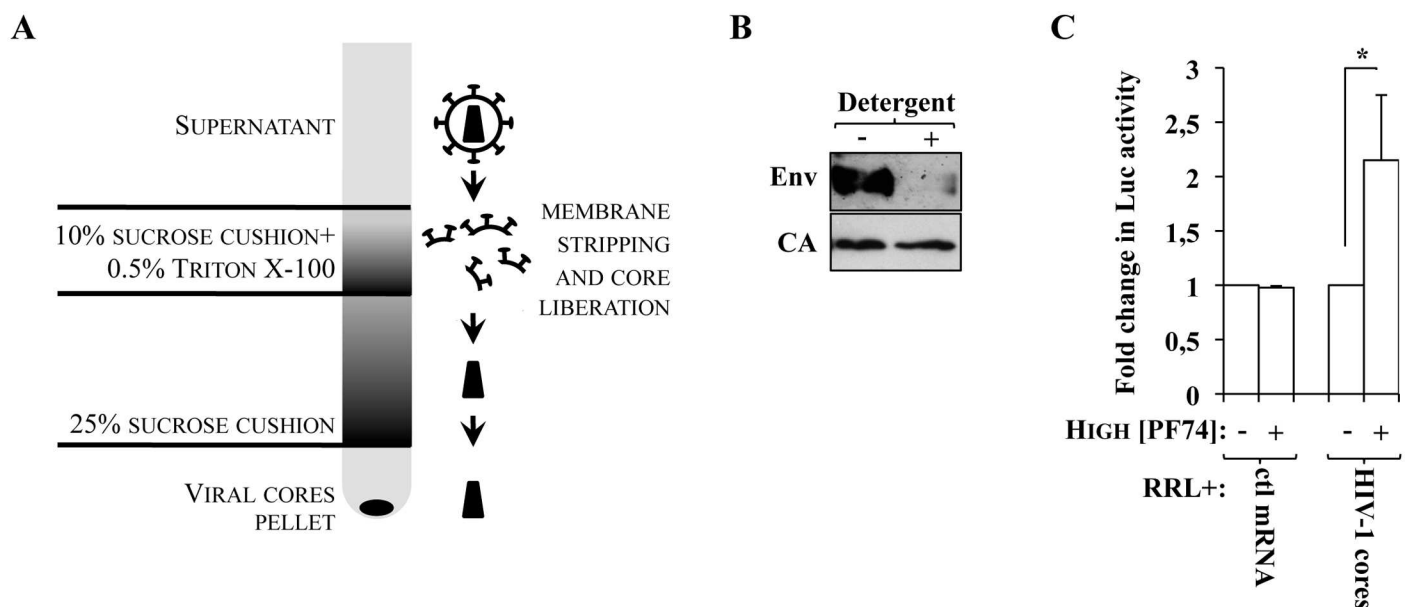 A
SUPERNATANT
10% SUCROSE CUSHION+
0.5% TRITON X-100
25% SUCROSE CUSHION
VIRAL CORES
PELLET
MEMBRANE
STRIPPING
AND CORE
LIBERATION
B
Detergent
- +
Env
CA
C
Fold change in Luc activity
3
2,5
2
1,5
1
0,5
0
*
HIGH [PF74]: - + - +
RRL+:
ctl mRNA
HIV-1 cores